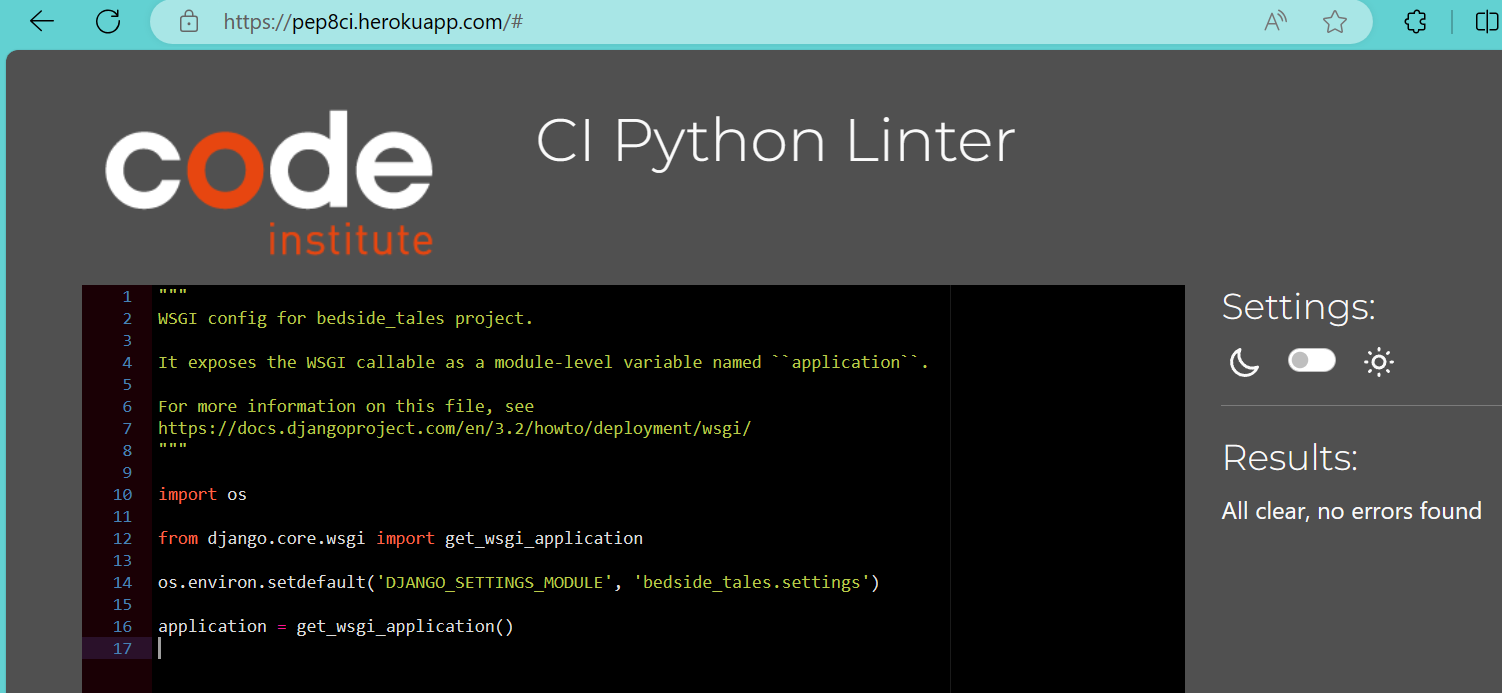 https://pep8ci.herokuapp.com/#
code
institute
CI Python Linter
1 """
2 WSGI config for bedside_tales project.
3
4 It exposes the WSGI callable as a module-level variable named ``application``.
5
6 For more information on this file, see
7 https://docs.djangoproject.com/en/3.2/howto/deployment/wsgi/
8 """
9
10 import os
11
12 from django.core.wsgi import get_wsgi_application
13
14 os.environ.setdefault('DJANGO_SETTINGS_MODULE', 'bedside_tales.settings')
15
16 application = get_wsgi_application()
17
Settings:
Results:
All clear, no errors found